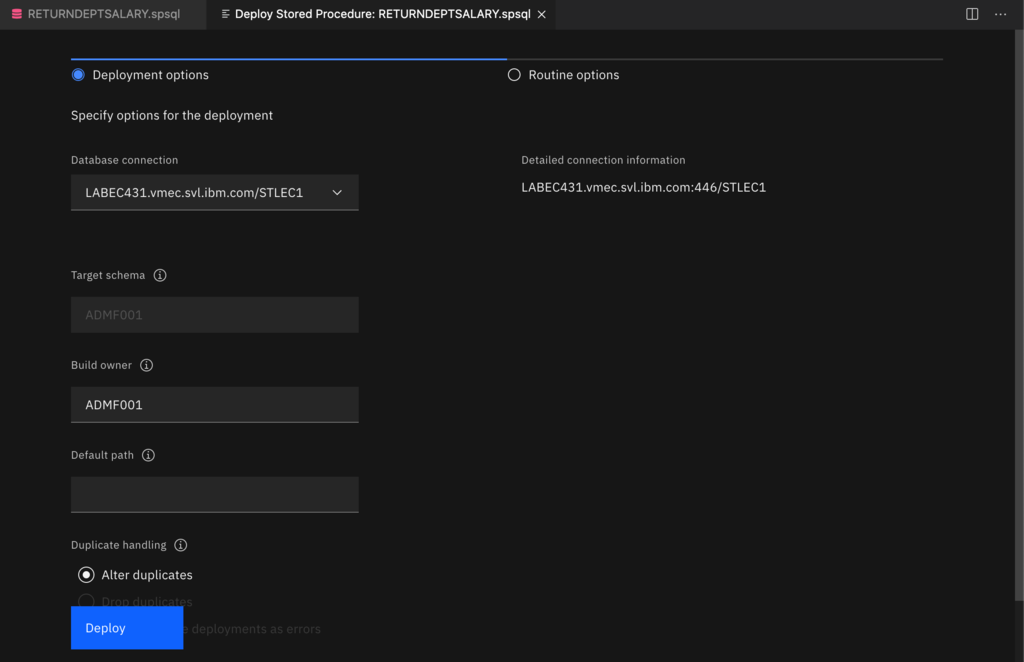 RETURNDEPTSALARY.spsql
Deploy Stored Procedure: RETURNDEPTSALARY.spsql
Deployment options
Routine options
Specify options for the deployment
Database connection
Detailed connection information
LABEC431.vmec.svl.ibm.com/STLEC1
LABEC431.vmec.svl.ibm.com:446/STLEC1
Target schema
ADMF001
Build owner
ADMF001
Default path
Duplicate handling
Alter duplicates
Drop duplicates
deployments as errors
Deploy